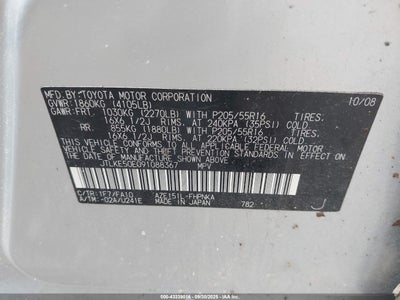 MFD.BY: TOYOTA MOTOR CORPORATION 10/08
GVWR: 1860KG (4105LB)
GAWR: FRT. 1030KG (2270LB) WITH P205/55R16 TIRES.
16X6 1/2J RIMS, AT 240KPA (35PSI) COLD
RR. 855KG (1880LB) WITH P205/55R16 TIRES.
16X6 1/2J RIMS, AT 220KPA (32PSI) COLD
THIS VEHICLE CONFORMS TO ALL APPLICABLE
FEDERAL MOTOR VEHICLE SAFETY AND THEFT
PREVENTION STANDARDS IN EFFECT ON THE
DATE OF MANUFACTURE SHOWN ABOVE.
JTLKE50E091088367 MPV
C/TR: 1F7/FA10 AZE151L-FHPNKA
A/TM: -02A/U241E MADE IN JAPAN 782 J